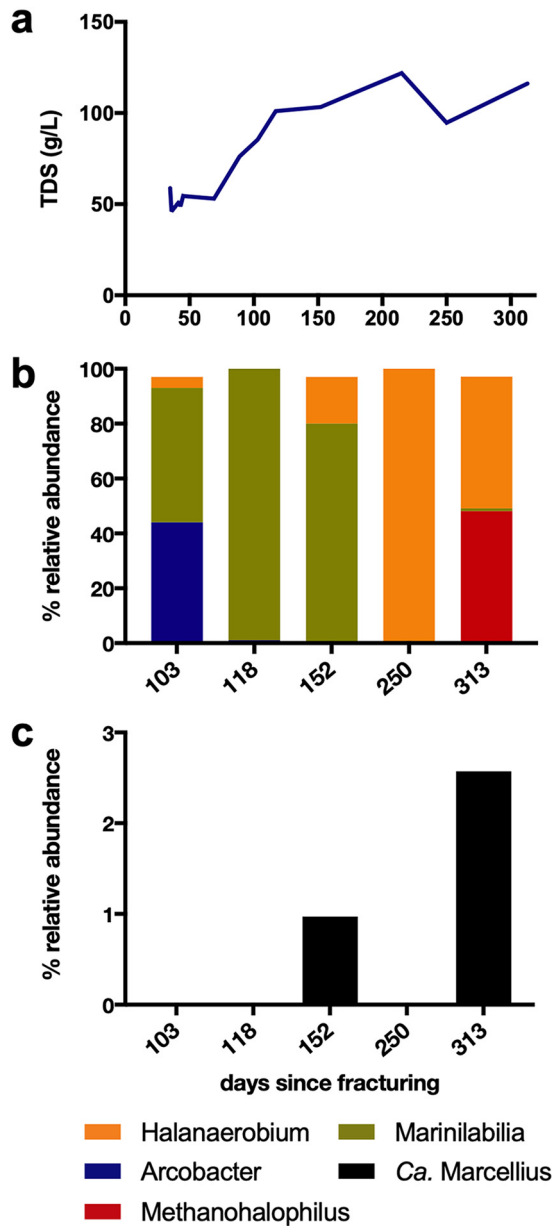 a
TDS (g/L)
150
100
50
0
0 50 100 150 200 250 300
b
% relative abundance
100
80
60
40
20
0
103 118 152 250 313
c
% relative abundance
3
2
1
0
103 118 152 250 313
days since fracturing
Halanaerobium Marinilabilia
Arcobacter Ca. Marcellius
Methanohalophilus